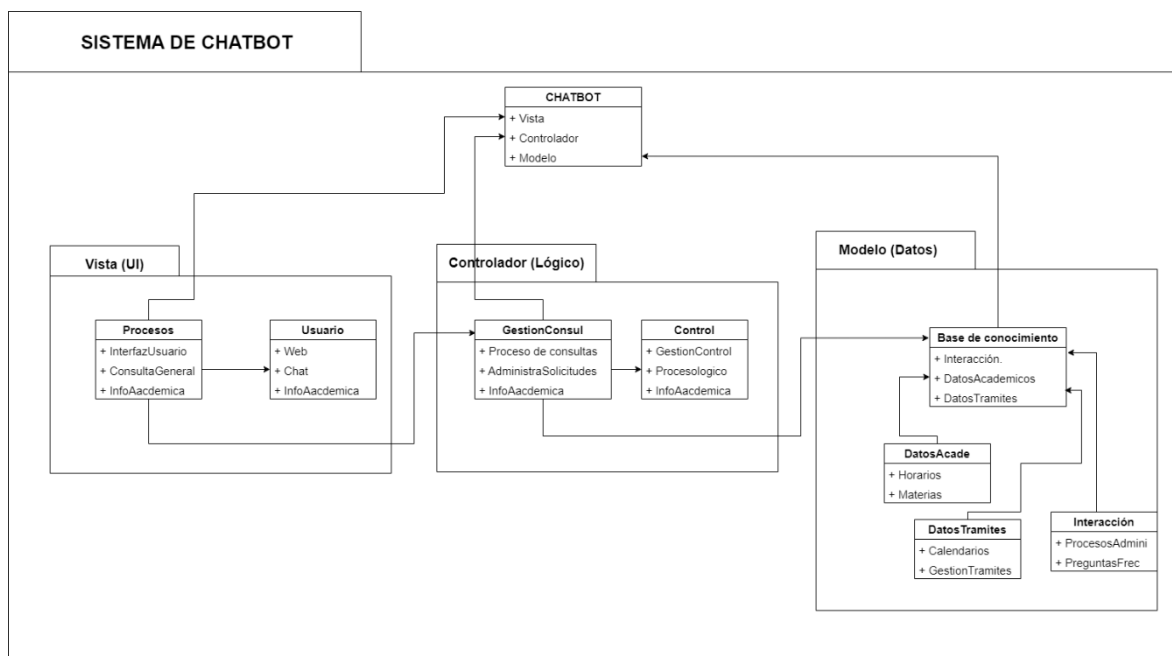 SISTEMA DE CHATBOT
CHATBOT
+ Vista
+ Controlador
+ Modelo
Vista (UI)
Procesos
+ InterfazUsuario
+ ConsultaGeneral
+ InfoAacdemica
Usuario
+ Web
+ Chat
+ InfoAacdemica
Controlador (Lógico)
GestionConsul
+ Proceso de consultas
+ AdministraSolicitudes
+ InfoAacdemica
Control
+ GestionControl
+ Procesologico
+ InfoAacdemica
Modelo (Datos)
Base de conocimiento
+ Interacción.
+ DatosAcademicos
+ DatosTramites
DatosAcade
+ Horarios
+ Materias
DatosTramites
+ Calendarios
+ GestionTramites
Interacción
+ ProcesosAdmini
+ PreguntasFrec